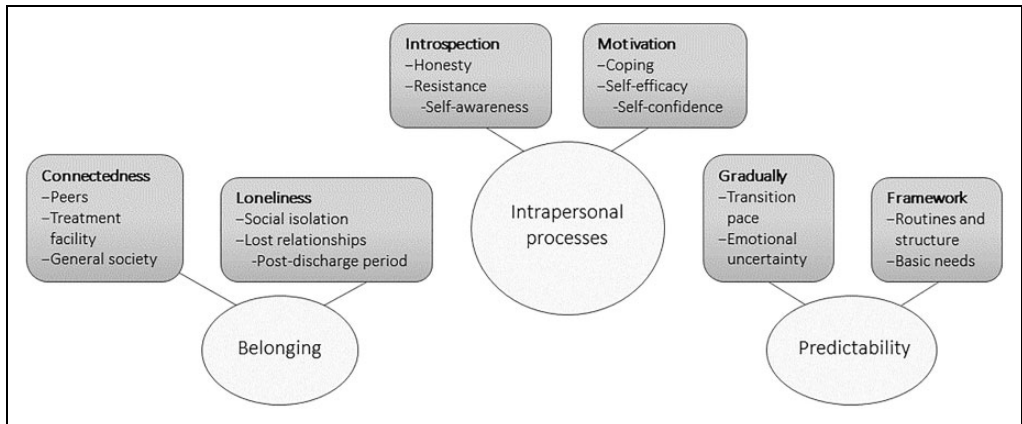 Introspection
–Honesty
–Resistance
-Self-awareness
Motivation
–Coping
–Self-efficacy
-Self-confidence
Connectedness
–Peers
–Treatment
facility
–General society
Loneliness
–Social isolation
–Lost relationships
-Post-discharge period
Intrapersonal
processes
Gradually
–Transition
pace
–Emotional
uncertainty
Framework
–Routines and
structure
–Basic needs
Belonging
Predictability